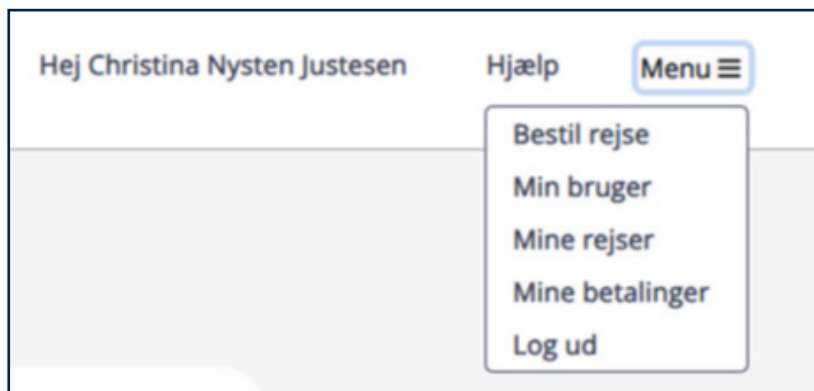 Hej Christina Nysten Justesen Hjælp Menu
Bestil rejse
Min bruger
Mine rejser
Mine betalinger
Log ud